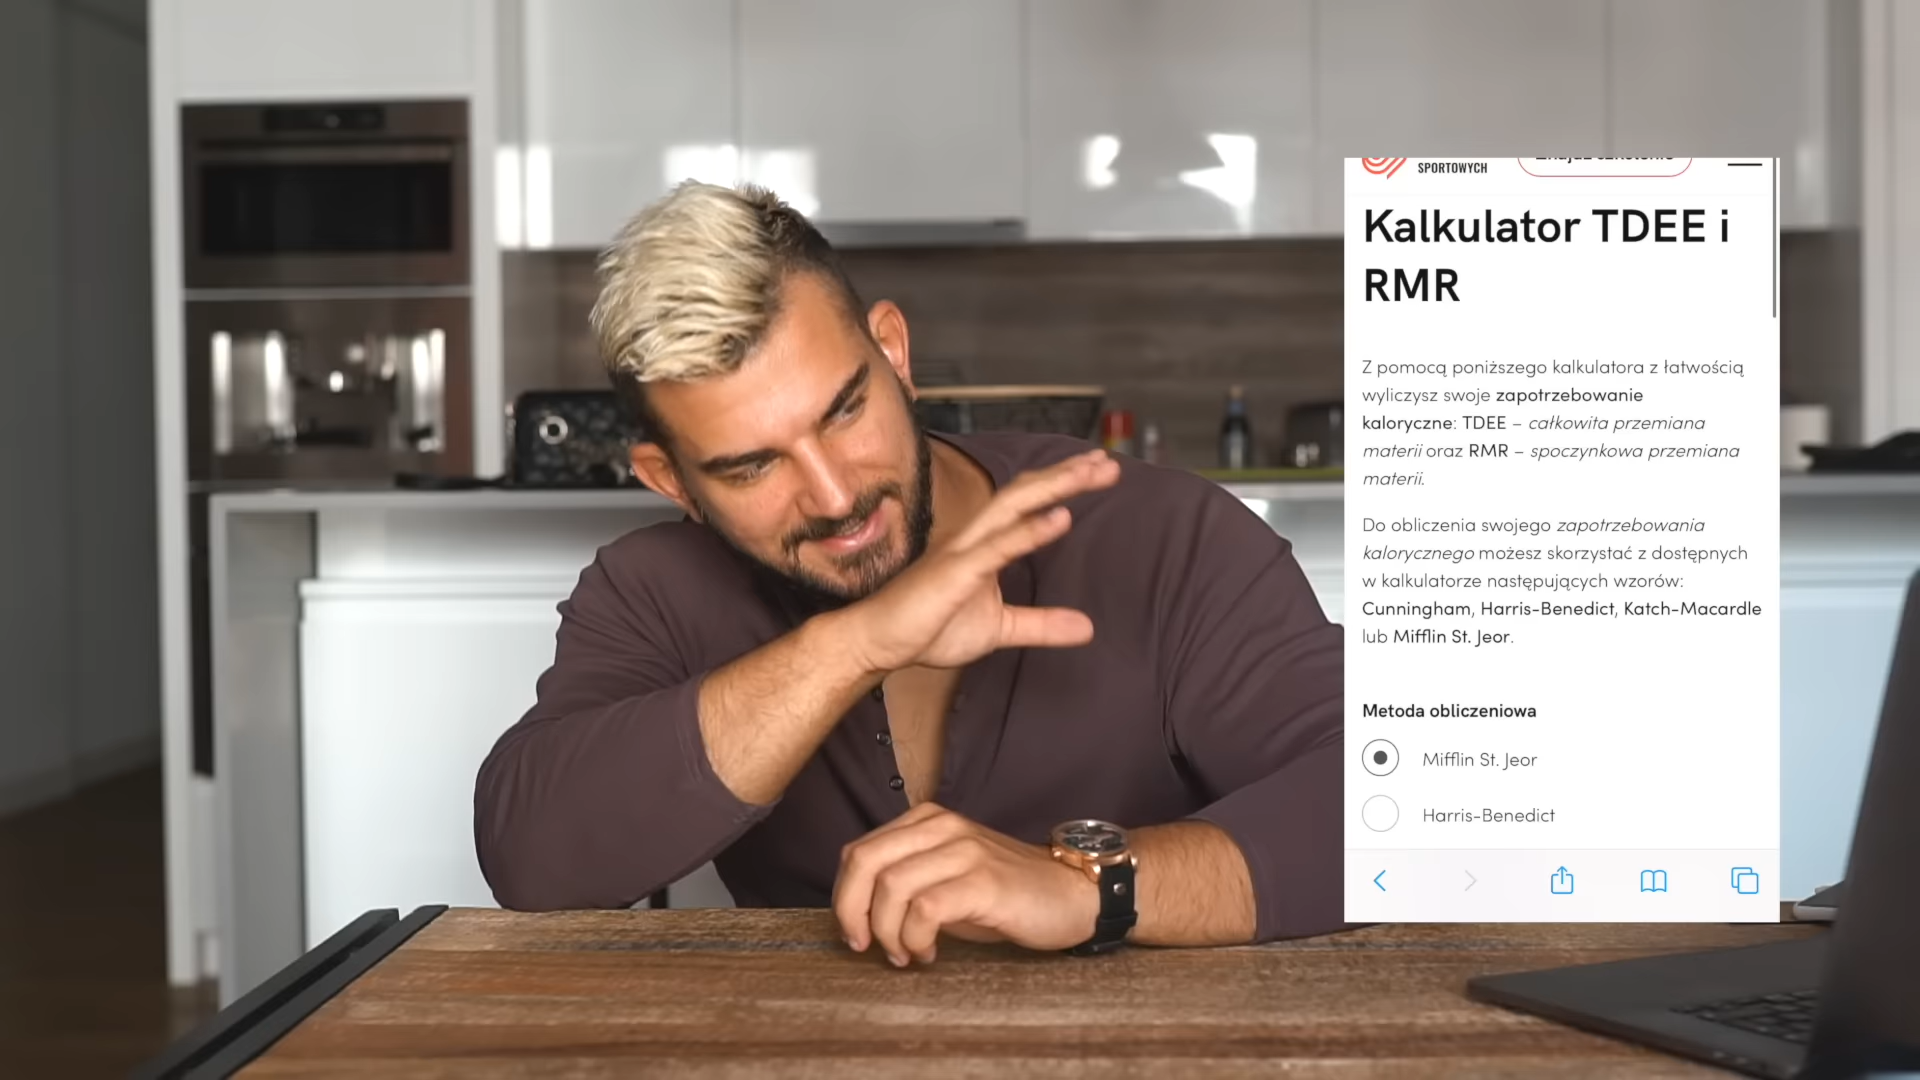 SPORTOWYCH
Kalkulator TDEE i
RMR
Z pomocą poniższego kalkulatora z łatwością
wyliczysz swoje zapotrzebowanie
kaloryczne: TDEE – całkowita przemiana
materii oraz RMR – spoczynkowa przemiana
materii.
Do obliczenia swojego zapotrzebowania
kalorycznego możesz skorzystać z dostępnych
w kalkulatorze następujących wzorów:
Cunningham, Harris-Benedict, Katch-Macardle
lub Mifflin St. Jeor.
Metoda obliczeniowa
Mifflin St. Jeor
Harris-Benedict